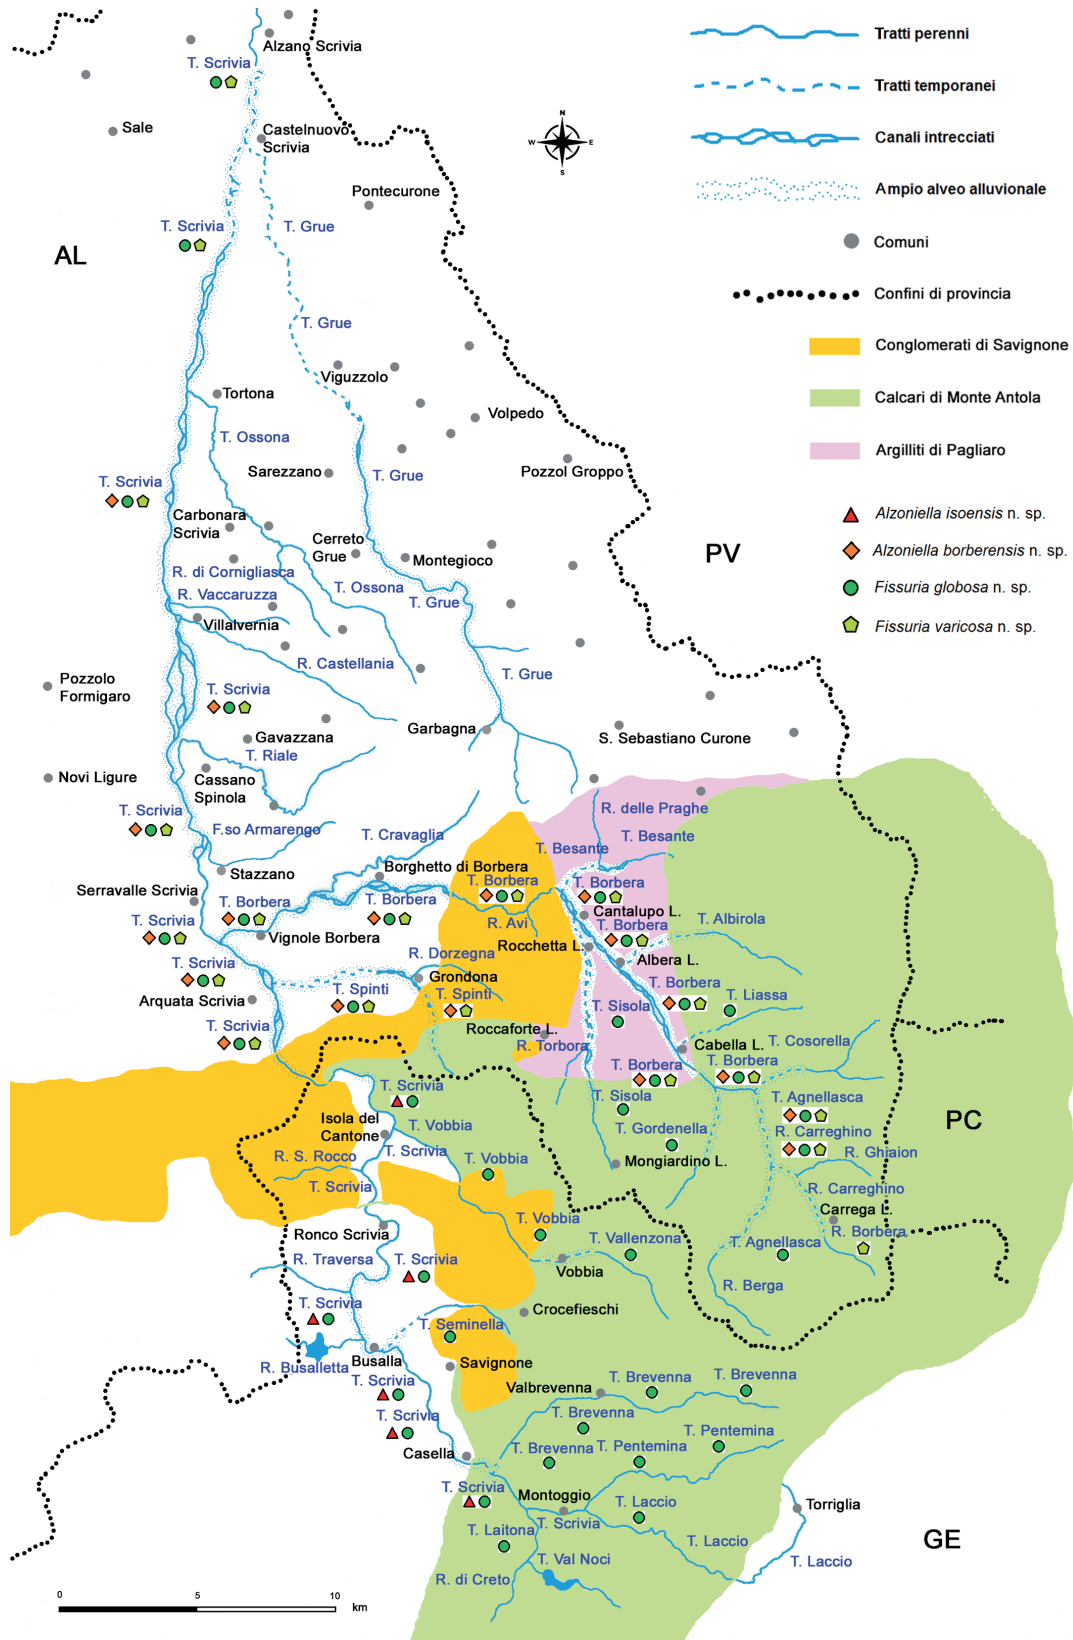 Alzano Scrivia
T. Scrivia
Sale
Castelnuovo
Scrivia
Pontecurone
T. Scrivia
T. Grue
AL
T. Grue
Viguzzolo
Tortona
Volpedo
T. Ossona
Sarezzano
T. Grue
Pozzol Groppo
T. Scrivia
Carbonara
Scrivia
Cerreto
Grue
Montegioco
PV
R. di Cornigliasca
T. Ossona
R. Vaccaruzza
T. Grue
Villalvernia
R. Castellania
T. Grue
Pozzolo
Formigaro
T. Scrivia
Garbagna
Gavazzana
S. Sebastiano Curone
T. Riale
Novi Ligure
Cassano
Spinola
T. Scrivia
F.so Armarengo
T. Cravaglia
R. delle Praghe
T. Besante
T. Besante
Stazzano
Borghetto di Borbera
Serravalle Scrivia
T. Borbera
T. Borbera
T. Borbera
T. Borbera
Cantalupo L.
T. Scrivia
Vignole Borbera
R. Avi
T. Borbera
T. Albirola
Rocchetta L.
T. Scrivia
R. Dorzegna
Albera L.
Grondona
Arquata Scrivia
T. Spinti
T. Spinti
T. Borbera
T. Liassa
T. Sisola
T. Scrivia
Roccaforte L.
R. Torbora
Cabella L.
T. Cosorella
T. Borbera
T. Borbera
T. Scrivia
T. Sisola
T. Agnellasca
Isola del
Cantone
T. Vobbia
T. Gordenella
R. Carreghino
PC
T. Scrivia
R. S. Rocco
T. Vobbia
Mongiardino L.
R. Ghiaion
T. Scrivia
R. Carreghino
Carrega L.
Ronco Scrivia
T. Vobbia
T. Vallenzona
T. Agnellasca
R. Borbera
R. Traversa
T. Scrivia
Vobbia
R. Berga
T. Scrivia
Crocefieschi
T. Seminella
R. Busalletta
Busalla
Savignone
T. Scrivia
Valbrevenna
T. Brevenna
T. Brevenna
T. Scrivia
T. Brevenna
T. Pentemina
Casella
T. Brevenna
T. Pentemina
T. Scrivia
Montoggio
T. Laccio
Torriglia
T. Laitona
T. Scrivia
T. Laccio
GE
T. Val Noci
T. Laccio
R. di Creto
0
5
10
km
N
W
E
S
Tratti perenni
Tratti temporanei
Canali intrecciati
Ampio alveo alluvionale
Comuni
Confini di provincia
Conglomerati di Savignone
Calcari di Monte Antola
Argilliti di Pagliaro
Alzoniella isoensis n. sp.
Alzoniella borberensis n. sp.
Fissuria globosa n. sp.
Fissuria varicosa n. sp.